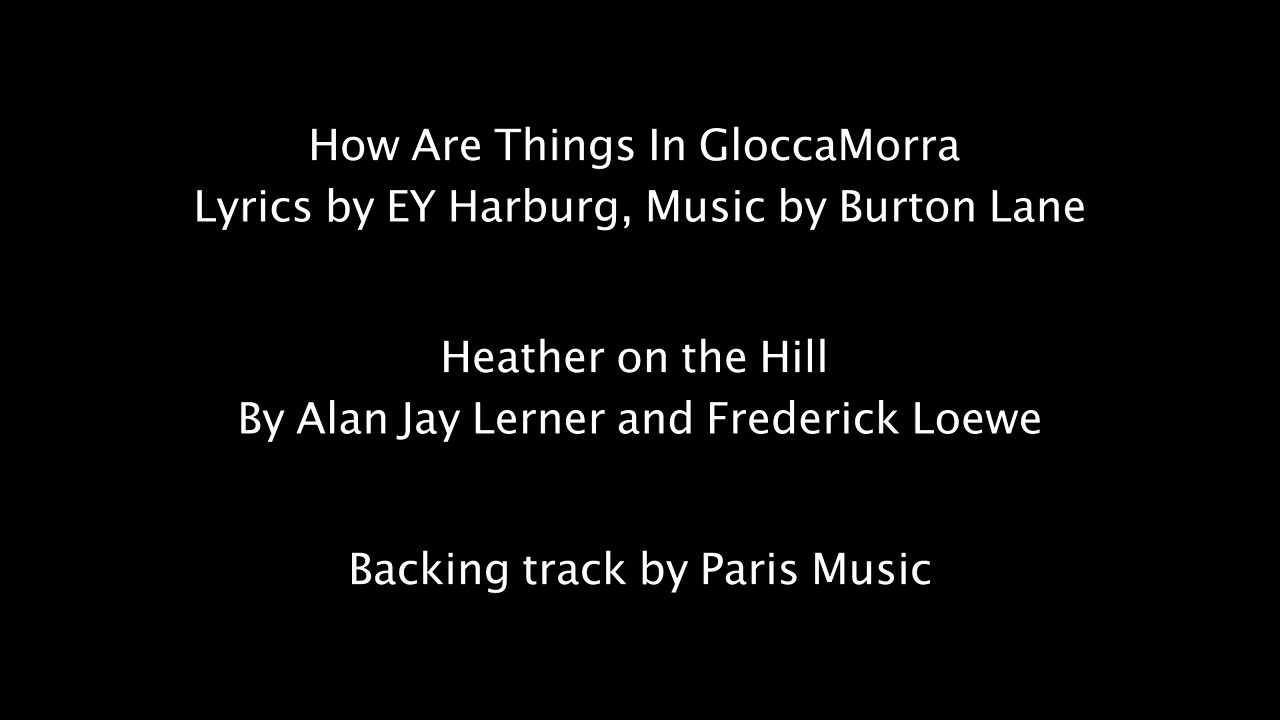 How Are Things In GloccaMorra
Lyrics by EY Harburg, Music by Burton Lane
Heather on the Hill
By Alan Jay Lerner and Frederick Loewe
Backing track by Paris Music